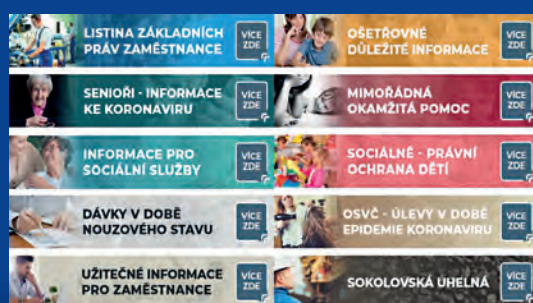 LISTINA ZÁKLADNÍCH
PRÁV ZAMĚSTNANCE
VÍCE
ZDE
OŠETŘOVNÉ
DŮLEŽITÉ INFORMACE
VÍCE
ZDE
SENIOŘI - INFORMACE
KE KORONAVIRU
VÍCE
ZDE
MIMOŘÁDNÁ
OKAMŽITÁ POMOC
VÍCE
ZDE
INFORMACE PRO
SOCIÁLNÍ SLUŽBY
VÍCE
ZDE
SOCIÁLNĚ - PRÁVNÍ
OCHRANA DĚTÍ
VÍCE
ZDE
DÁVKY V DOBĚ
NOUZOVÉHO STAVU
VÍCE
ZDE
OSVČ - ÚLEVY V DOBĚ
EPIDEMIE KORONAVIRU
VÍCE
ZDE
UŽITEČNÉ INFORMACE
PRO ZAMĚSTNANCE
VÍCE
ZDE
SOKOLOVSKÁ UHELNÁ
VÍCE
ZDE